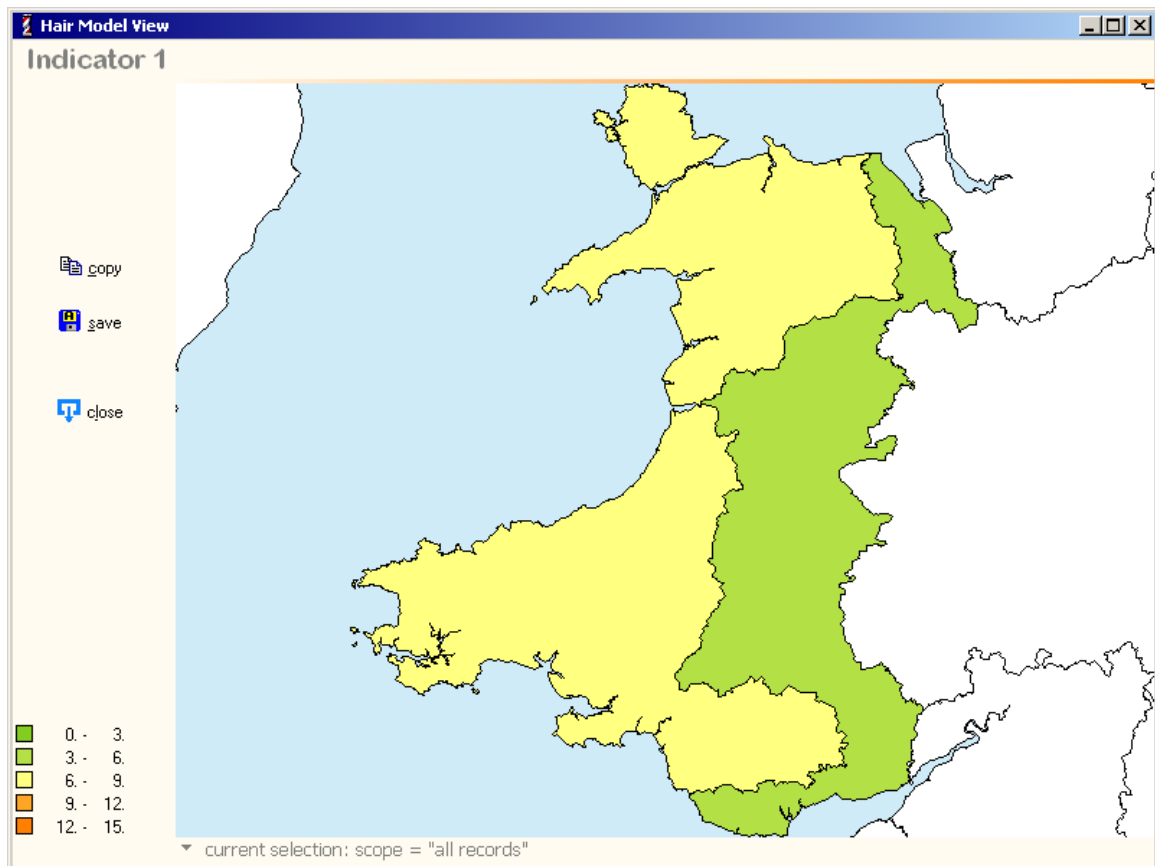 Hair Model View
Indicator 1
copy
save
close
0. - 3.
3. - 6.
6. - 9.
9. - 12.
12. - 15.
current selection: scope = "all records"